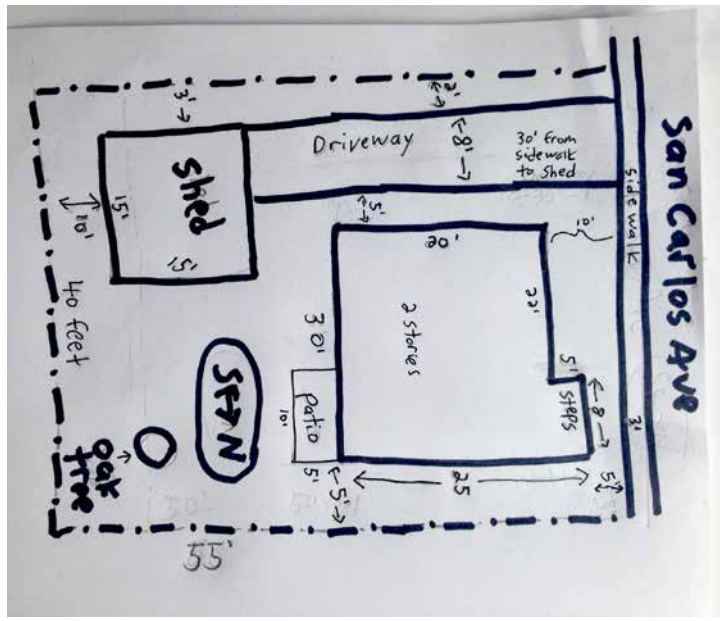 San Carlos Ave
sidewalk
3'
3'
2'
Driveway
8'
30' from
sidewalk
to shed
shed
15'
15'
10'
40 feet
5'
20'
22'
2 stories
30'
5'
steps
8
5'
25
patio
10'
5'
5'
S↔N
oak
tree
55'